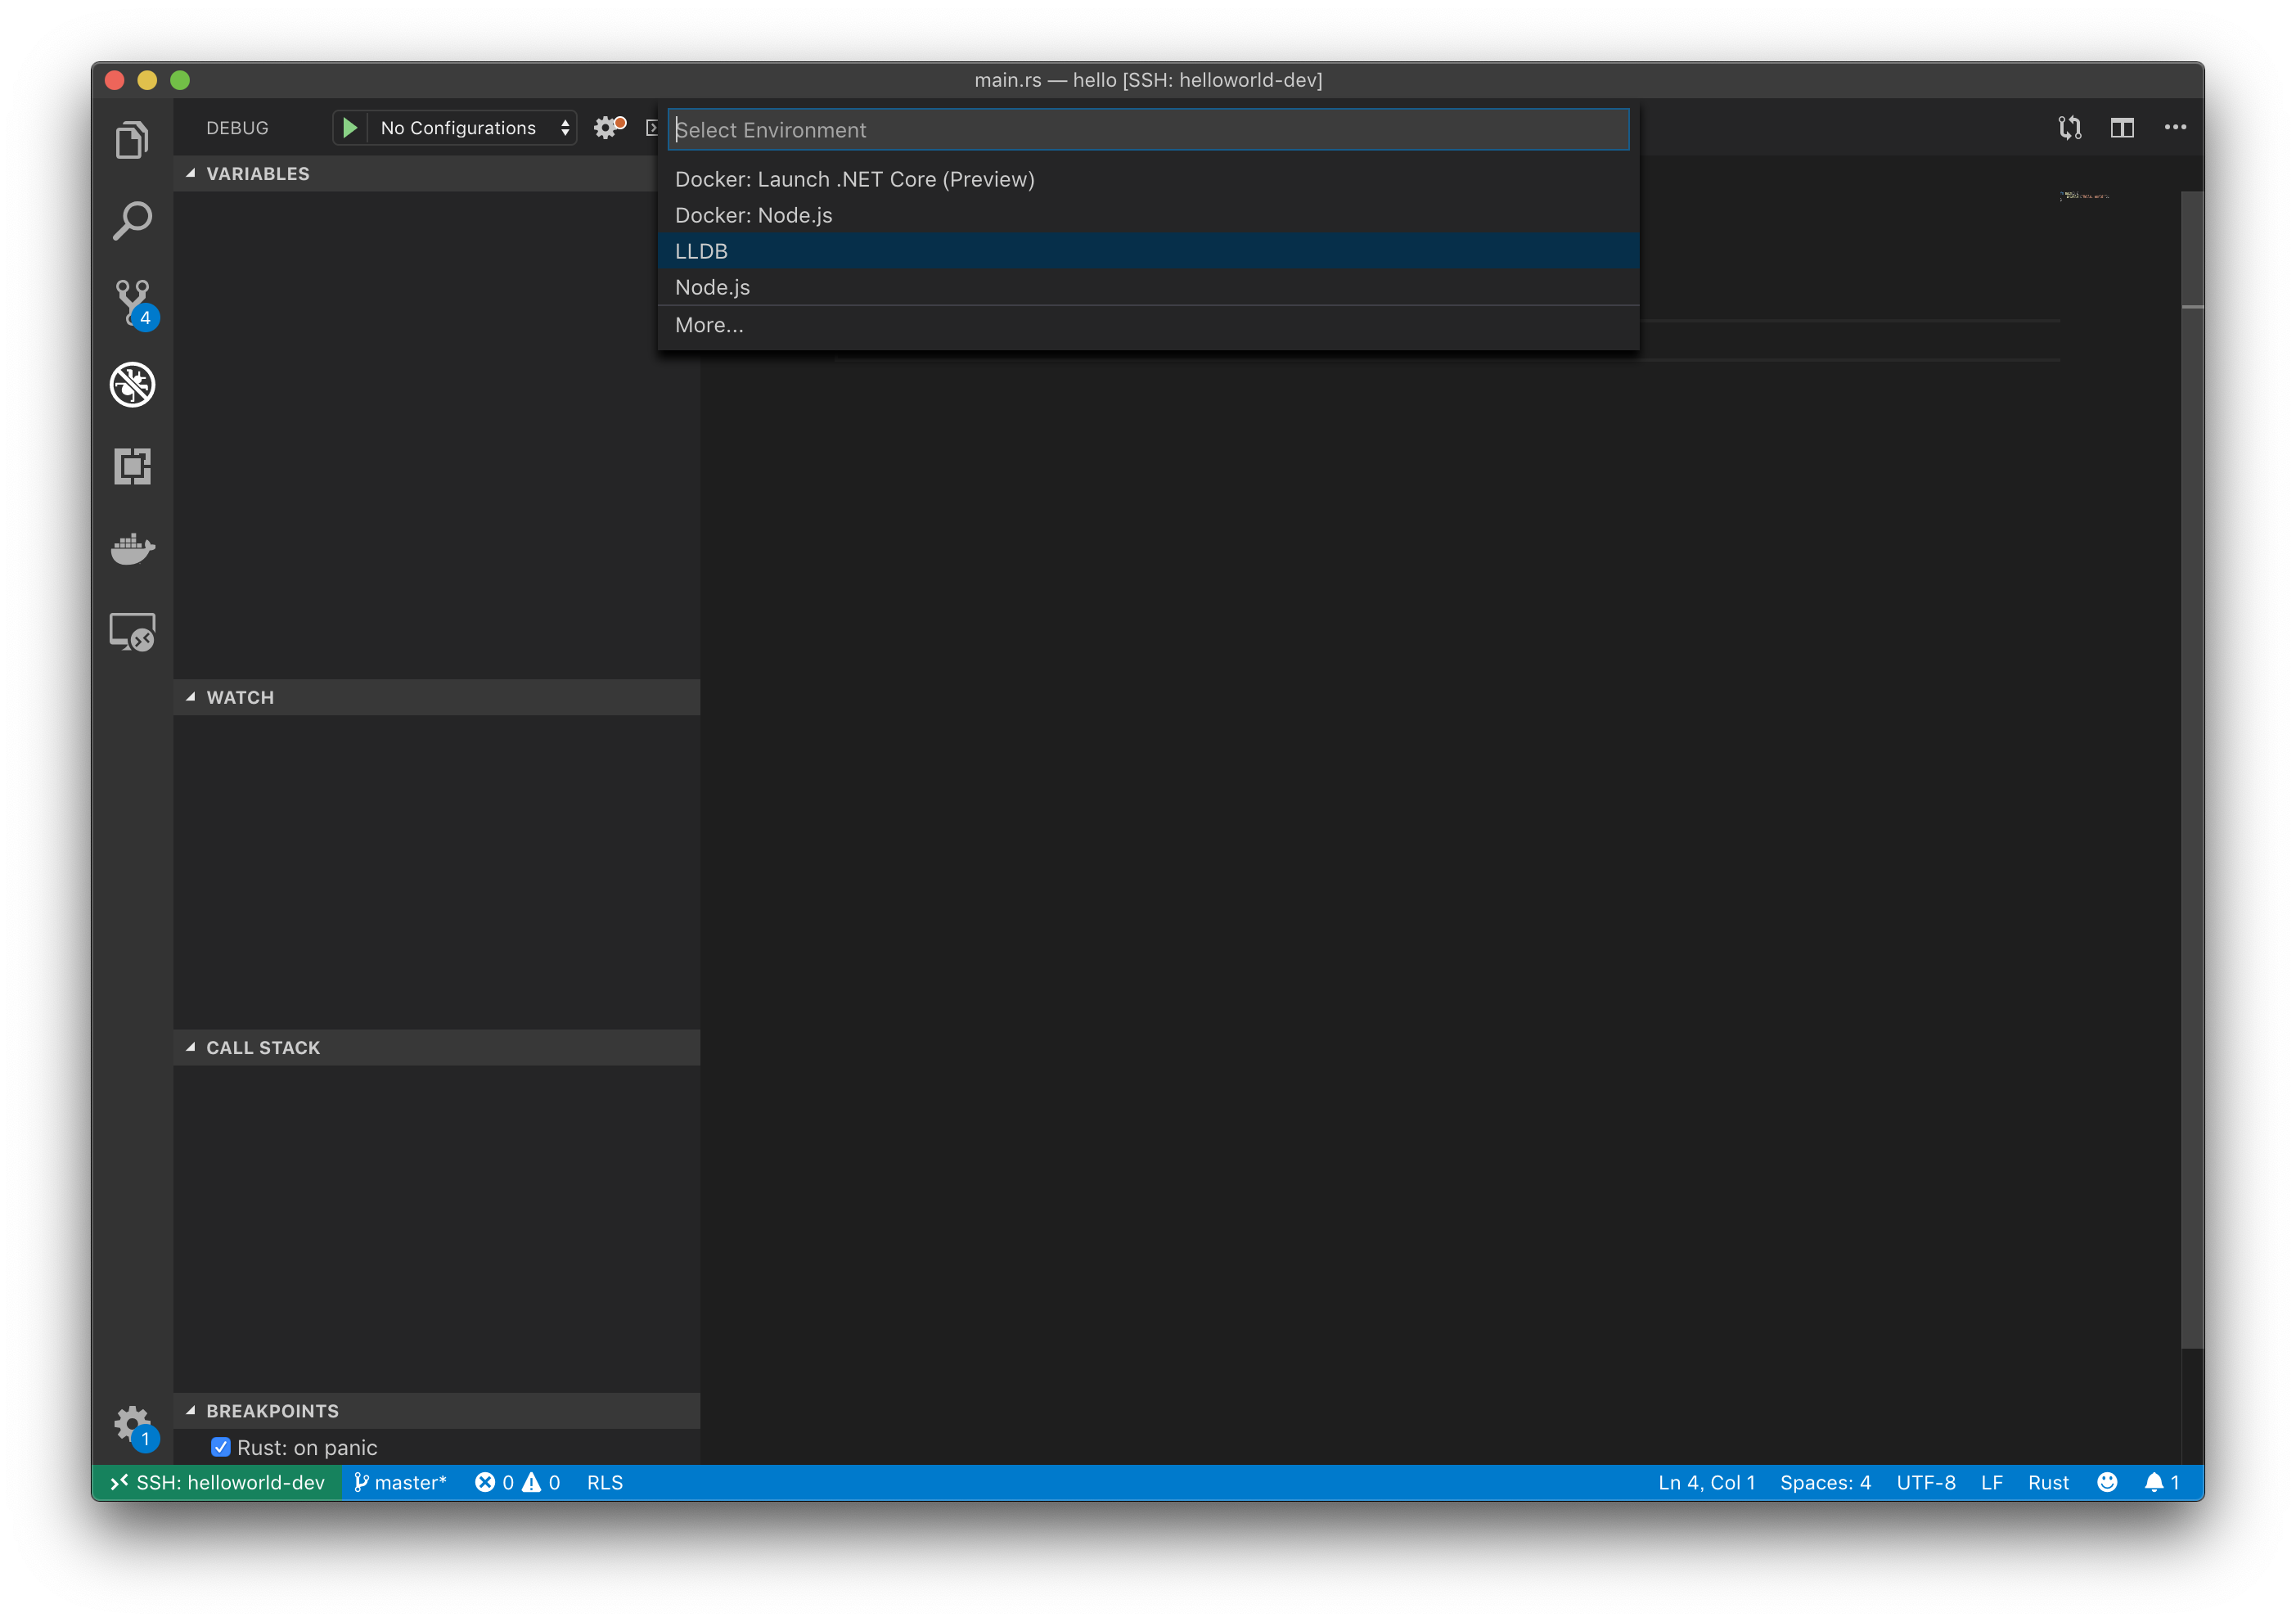 main.rs — hello [SSH: helloworld-dev]
DEBUG
No Configurations
Select Environment
Docker: Launch .NET Core (Preview)
Docker: Node.js
LLDB
Node.js
More...
VARIABLES
4
WATCH
CALL STACK
BREAKPOINTS
Rust: on panic
1
SSH: helloworld-dev master* 0 0 RLS Ln 4, Col 1 Spaces: 4 UTF-8 LF Rust 1